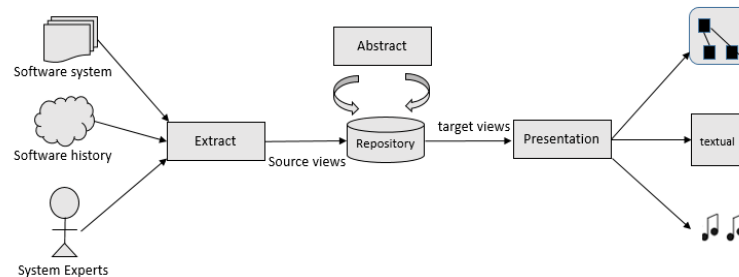 Abstract
Software system
Software history
Extract
Source views
Repository
target views
Presentation
textual
System Experts